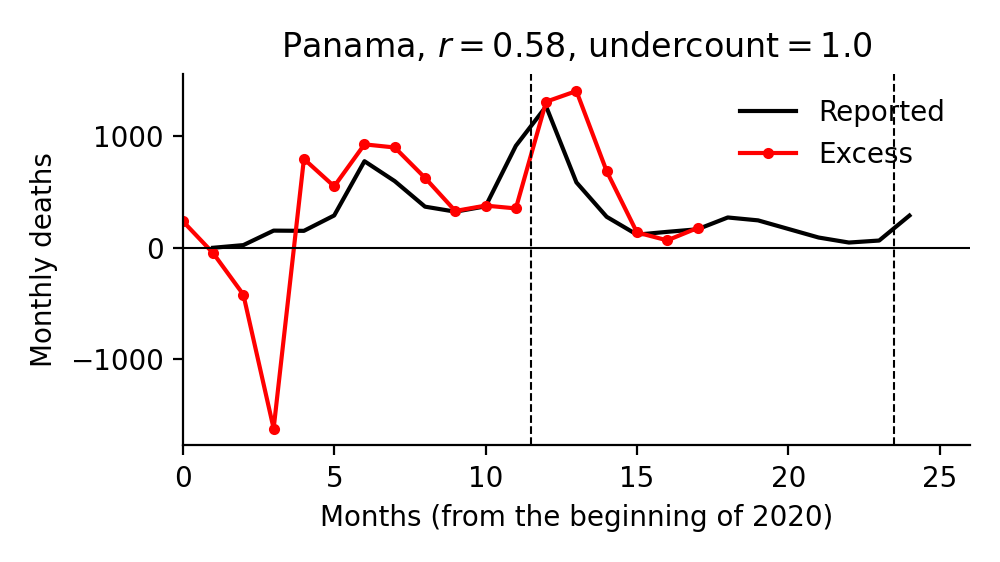 Panama, r = 0.58, undercount = 1.0
Reported
Excess
Monthly deaths
1000
0
−1000
0 5 10 15 20 25
Months (from the beginning of 2020)